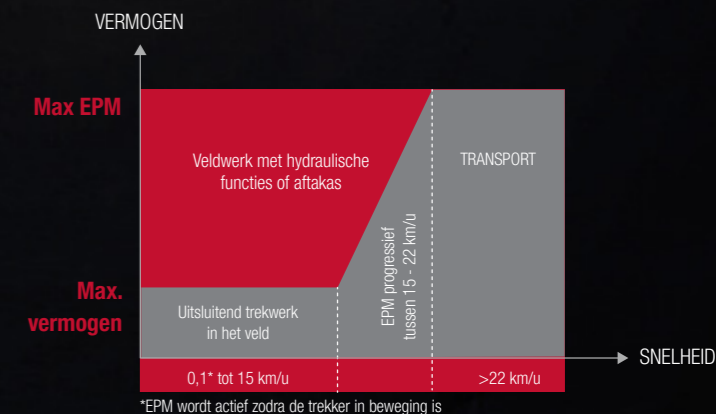 VERMOGEN
Max EPM
Veldwerk met hydraulische
functies of aftakas
TRANSPORT
EPM progressief
tussen 15 - 22 km/u
Max.
vermogen
Uitsluitend trekwerk
in het veld
SNELHEID
0,1* tot 15 km/u
>22 km/u
*EPM wordt actief zodra de trekker in beweging is